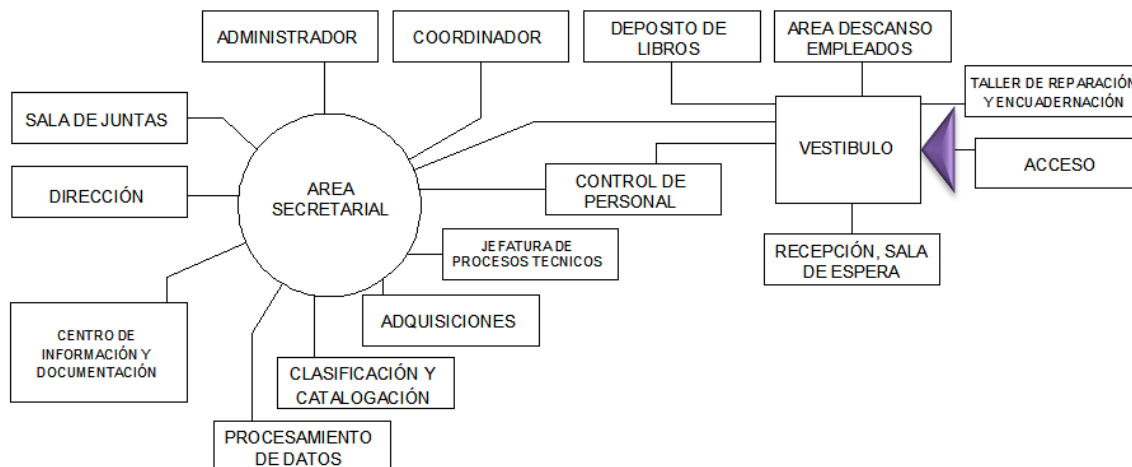 ADMINISTRADOR
COORDINADOR
DEPOSITO DE
LIBROS
AREA DESCANSO
EMPLEADOS
TALLER DE REPARACIÓN
Y ENCUADERNACIÓN
SALA DE JUNTAS
VESTIBULO
ACCESO
DIRECCIÓN
AREA
SECRETARIAL
CONTROL DE
PERSONAL
JEFATURA DE
PROCESOS TECNICOS
RECEPCIÓN, SALA
DE ESPERA
ADQUISICIONES
CENTRO DE
INFORMACIÓN Y
DOCUMENTACIÓN
CLASIFICACIÓN Y
CATALOGACIÓN
PROCESAMIENTO
DE DATOS